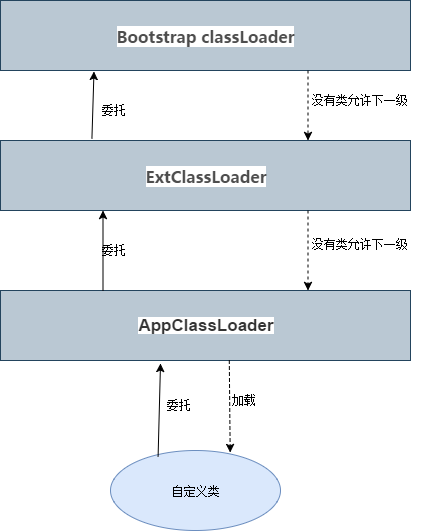 Bootstrap classLoader
委托
没有类允许下一级
ExtClassLoader
委托
没有类允许下一级
AppClassLoader
委托
加载
自定义类